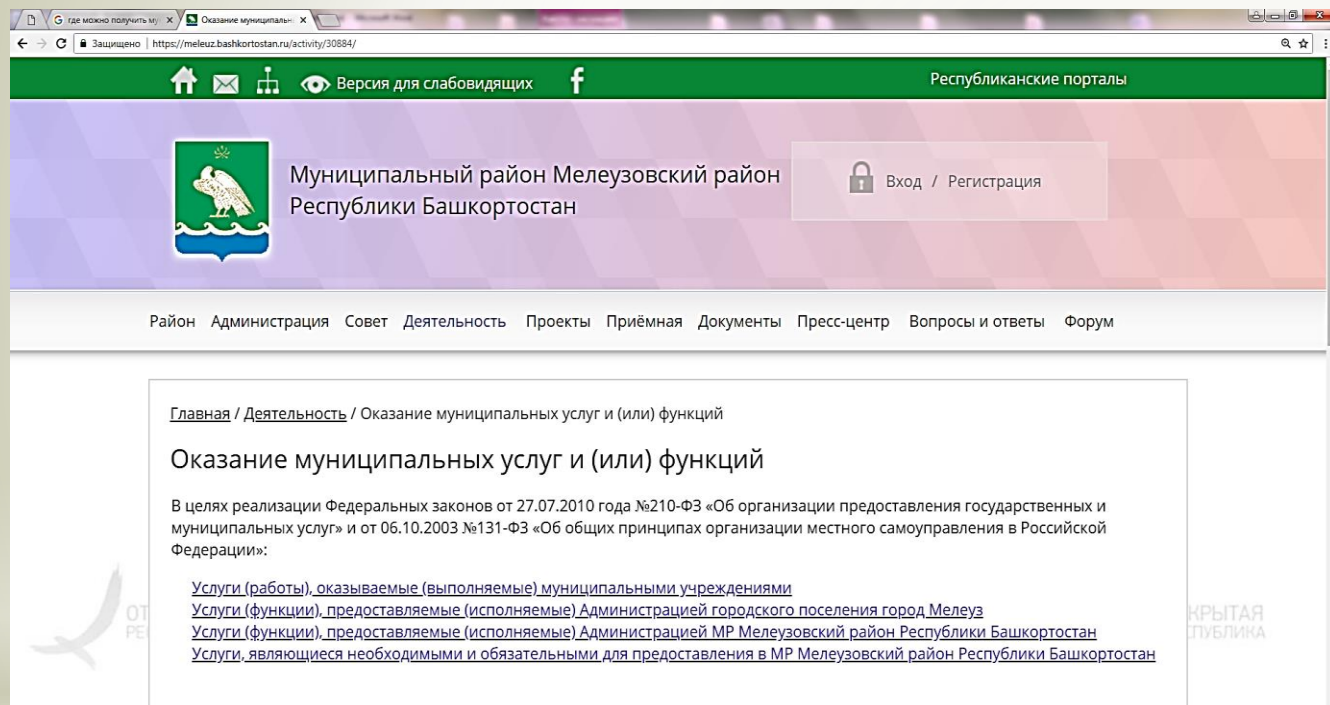 где можно получить му
Оказание муниципальн
Защищено | https://meleuz.bashkortostan.ru/activity/30884/
Версия для слабовидящих
Республиканские порталы
Муниципальный район Мелеузовский район
Республики Башкортостан
Вход / Регистрация
Район Администрация Совет Деятельность Проекты Приёмная Документы Пресс-центр Вопросы и ответы Форум
Главная / Деятельность / Оказание муниципальных услуг и (или) функций
Оказание муниципальных услуг и (или) функций
В целях реализации Федеральных законов от 27.07.2010 года №210-ФЗ «Об организации предоставления государственных и
муниципальных услуг» и от 06.10.2003 №131-ФЗ «Об общих принципах организации местного самоуправления в Российской
Федерации»:
Услуги (работы), оказываемые (выполняемые) муниципальными учреждениями
Услуги (функции), предоставляемые (исполняемые) Администрацией городского поселения город Мелеуз
Услуги (функции), предоставляемые (исполняемые) Администрацией МР Мелеузовский район Республики Башкортостан
Услуги, являющиеся необходимыми и обязательными для предоставления в МР Мелеузовский район Республики Башкортостан
ОТ
РЕ
КРЫТАЯ
СПУБЛИКА